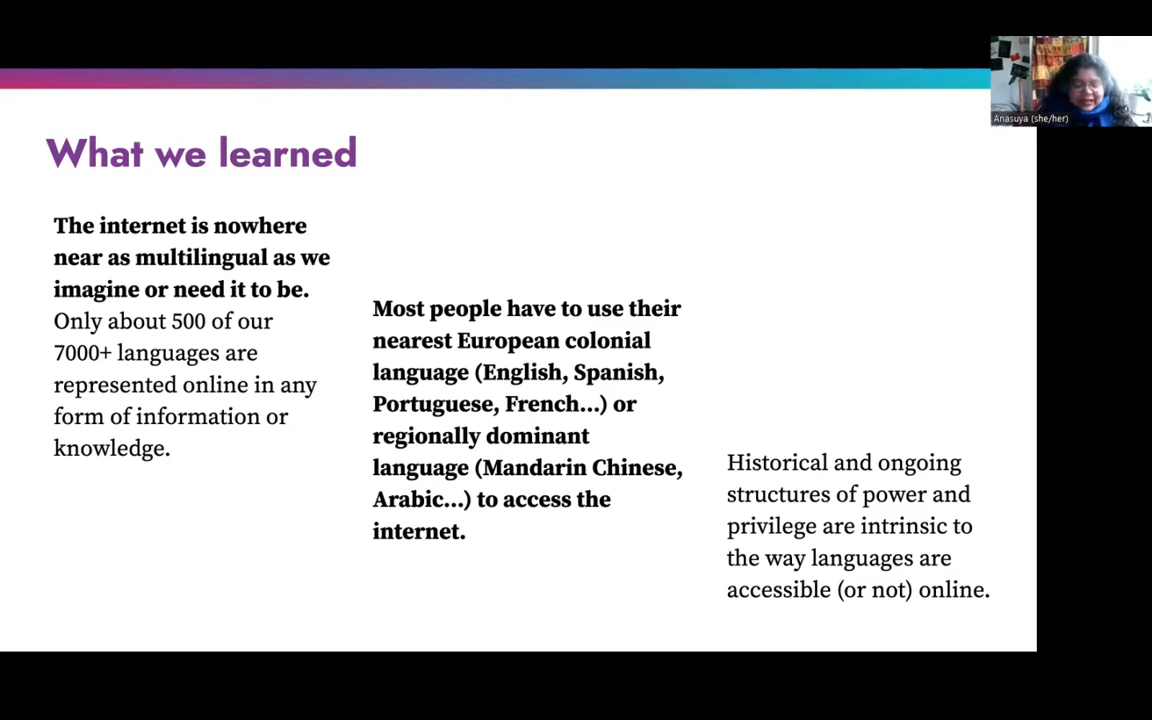 What we learned
The internet is nowhere
near as multilingual as we
imagine or need it to be.
Only about 500 of our
7000+ languages are
represented online in any
form of information or
knowledge.
Most people have to use their
nearest European colonial
language (English, Spanish,
Portuguese, French...) or
regionally dominant
language (Mandarin Chinese,
Arabic...) to access the
internet.
Historical and ongoing
structures of power and
privilege are intrinsic to
the way languages are
accessible (or not) online.
Anasuya (she/her)